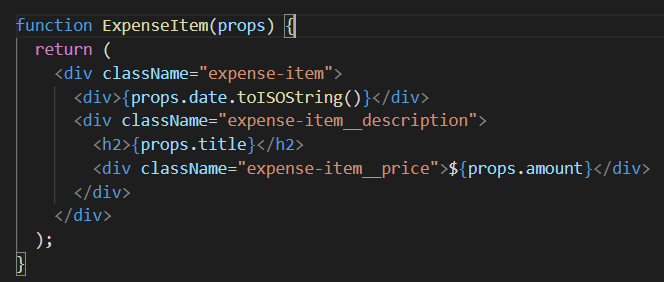 function ExpenseItem(props) {
  return (
    <div className="expense-item">
      <div>{props.date.toISOString()}</div>
      <div className="expense-item__description">
        <h2>{props.title}</h2>
        <div className="expense-item__price">${props.amount}</div>
      </div>
    </div>
  );
}